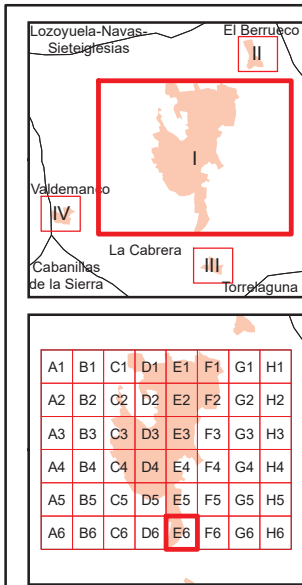 Lozoyuela-Navas-
Sieteiglesias
El Berrueco
II
I
Valdemanco
IV
La Cabrera
III
Cabanillas
de la Sierra
Torrelaguna
A1 B1 C1 D1 E1 F1 G1 H1
A2 B2 C2 D2 E2 F2 G2 H2
A3 B3 C3 D3 E3 F3 G3 H3
A4 B4 C4 D4 E4 F4 G4 H4
A5 B5 C5 D5 E5 F5 G5 H5
A6 B6 C6 D6 E6 F6 G6 H6